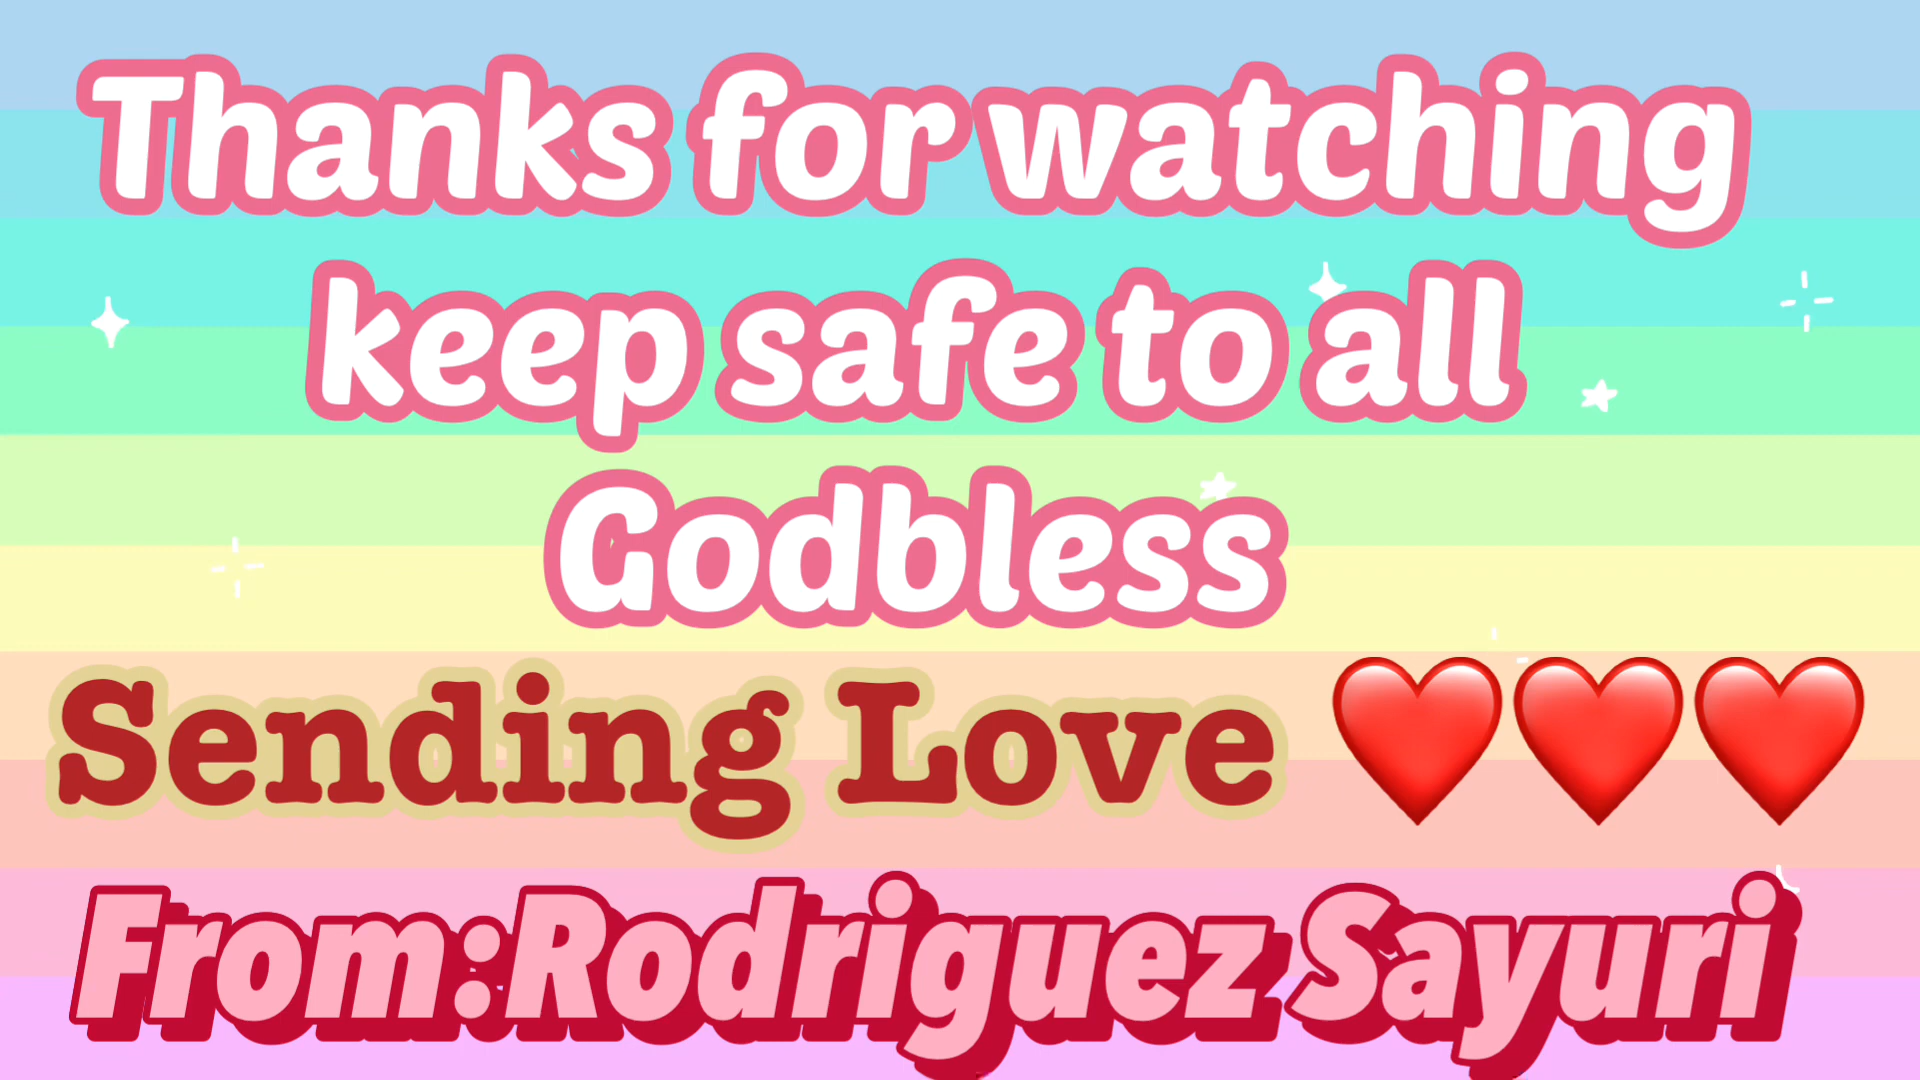 Thanks for watching
keep safe to all
Godbless
Sending Love ❤️❤️❤️
From:Rodriguez Sayuri